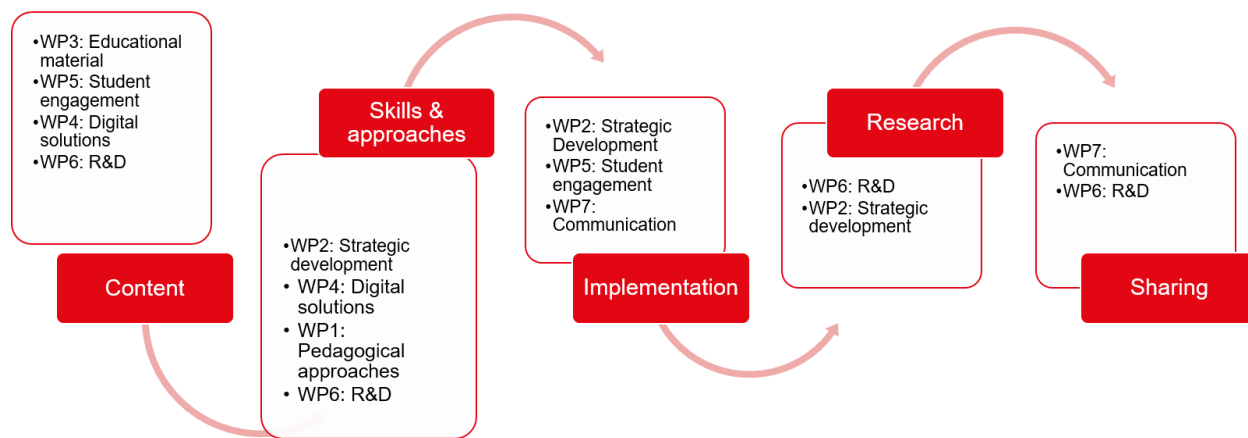 •WP3: Educational
material
•WP5: Student
engagement
•WP4: Digital
solutions
•WP6: R&D
Content
Skills &
approaches
•WP2: Strategic
development
• WP4: Digital
solutions
• WP1:
Pedagogical
approaches
• WP6: R&D
•WP2: Strategic
Development
•WP5: Student
engagement
•WP7:
Communication
Implementation
Research
•WP6: R&D
•WP2: Strategic
development
•WP7:
Communication
•WP6: R&D
Sharing